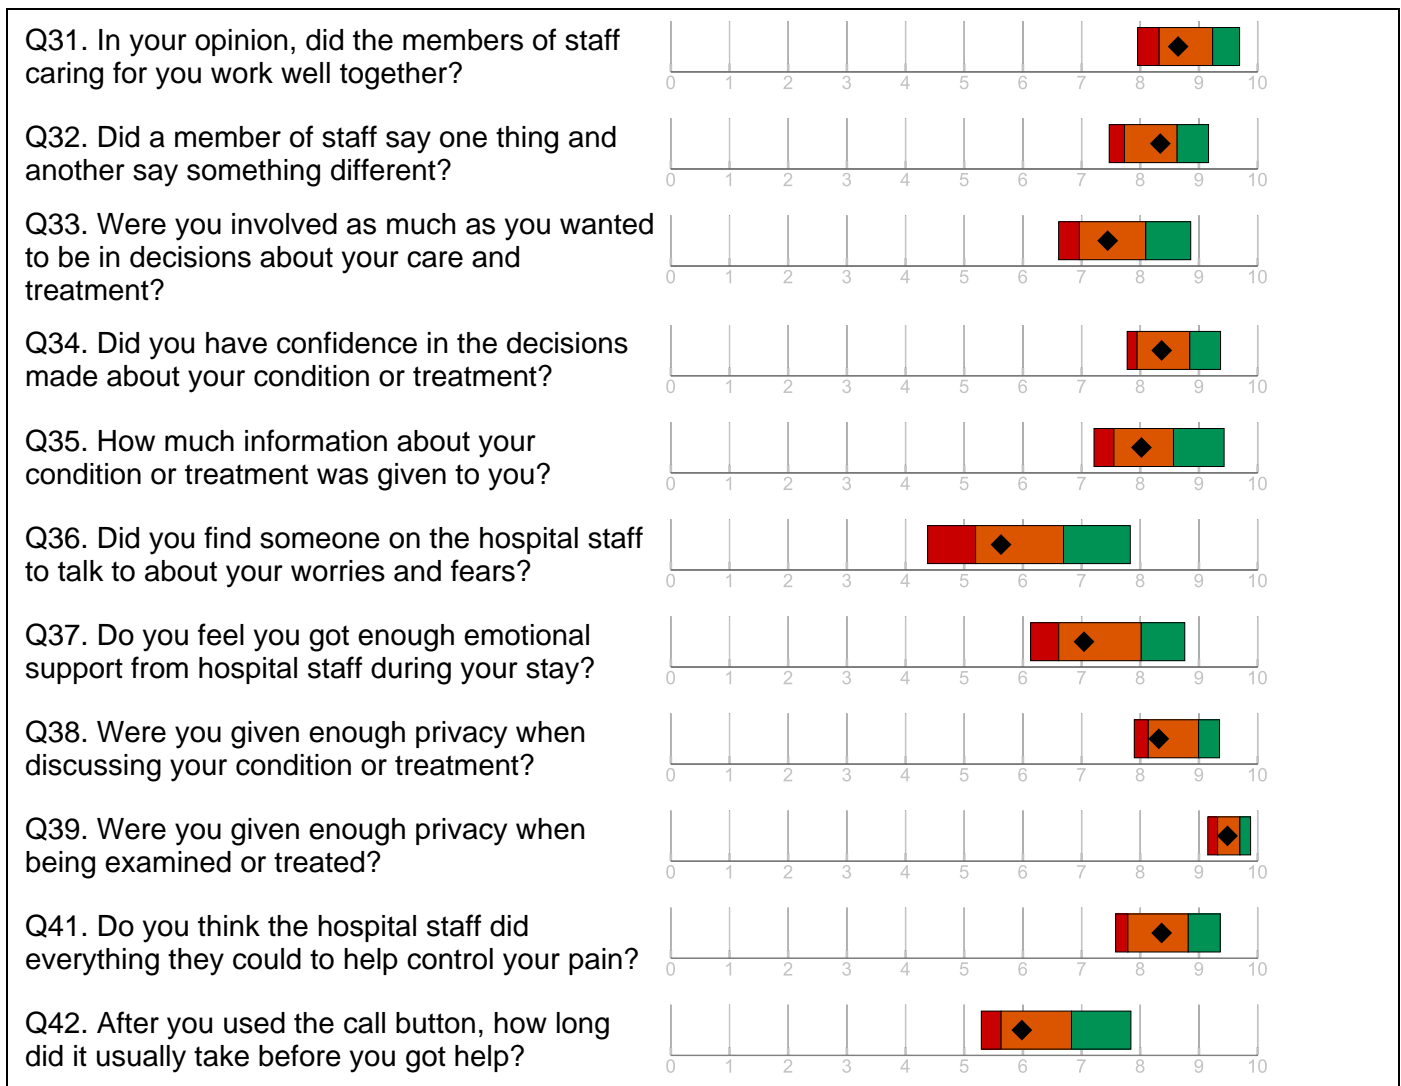 Q31. In your opinion, did the members of staff
caring for you work well together?
0 1 2 3 4 5 6 7 8 9 10
Q32. Did a member of staff say one thing and
another say something different?
0 1 2 3 4 5 6 7 8 9 10
Q33. Were you involved as much as you wanted
to be in decisions about your care and
treatment?
0 1 2 3 4 5 6 7 8 9 10
Q34. Did you have confidence in the decisions
made about your condition or treatment?
0 1 2 3 4 5 6 7 8 9 10
Q35. How much information about your
condition or treatment was given to you?
0 1 2 3 4 5 6 7 8 9 10
Q36. Did you find someone on the hospital staff
to talk to about your worries and fears?
0 1 2 3 4 5 6 7 8 9 10
Q37. Do you feel you got enough emotional
support from hospital staff during your stay?
0 1 2 3 4 5 6 7 8 9 10
Q38. Were you given enough privacy when
discussing your condition or treatment?
0 1 2 3 4 5 6 7 8 9 10
Q39. Were you given enough privacy when
being examined or treated?
0 1 2 3 4 5 6 7 8 9 10
Q41. Do you think the hospital staff did
everything they could to help control your pain?
0 1 2 3 4 5 6 7 8 9 10
Q42. After you used the call button, how long
did it usually take before you got help?
0 1 2 3 4 5 6 7 8 9 10